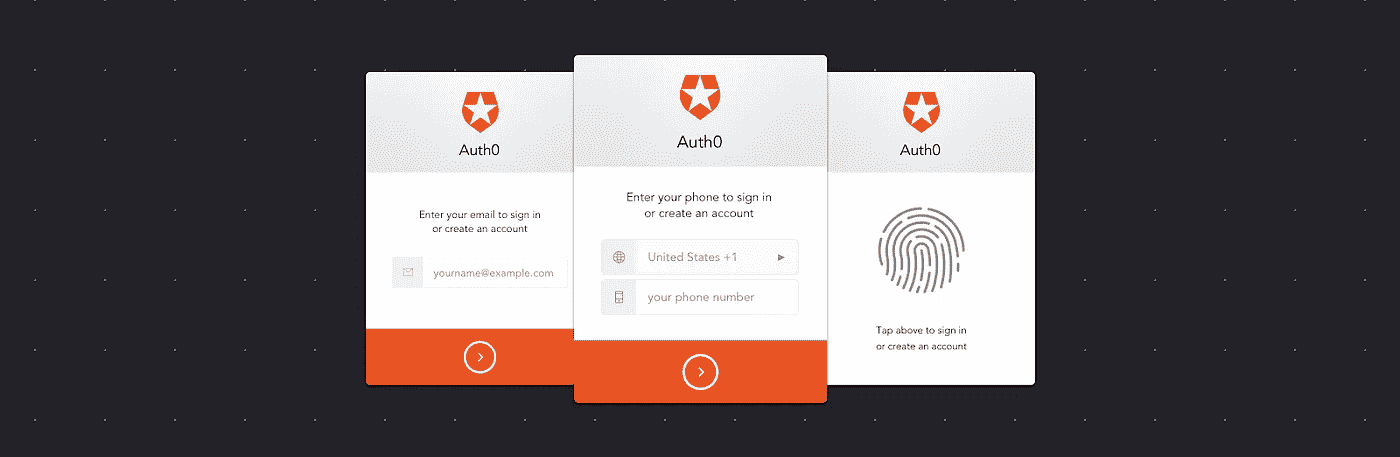 Auth0
Enter your email to sign in
or create an account
yourname@example.com
Auth0
Enter your phone to sign in
or create an account
United States +1
your phone number
Auth0
Tap above to sign in
or create an account